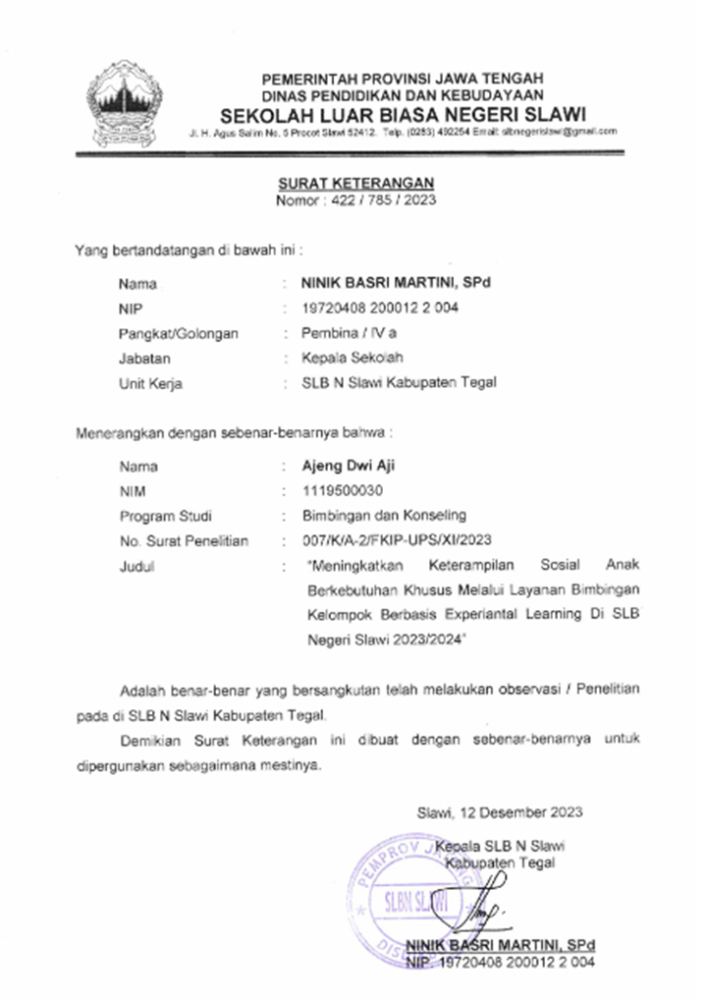 PEMERINTAH PROVINSI JAWA TENGAH
DINAS PENDIDIKAN DAN KEBUDAYAAN
SEKOLAH LUAR BIASA NEGERI SLAWI
Jl. H. Agus Salim No. 5 Procot Slawi 52412. Telp. (0283) 492254 Email: slbnegerislawi@gmail.com
SURAT KETERANGAN
Nomor : 422 / 785 / 2023
Yang bertandatangan di bawah ini :
Nama : NINIK BASRI MARTINI, SPd
NIP : 19720408 200012 2 004
Pangkat/Golongan : Pembina / IV a
Jabatan : Kepala Sekolah
Unit Kerja : SLB N Slawi Kabupaten Tegal
Menerangkan dengan sebenar-benarnya bahwa :
Nama : Ajeng Dwi Aji
NIM : 1119500030
Program Studi : Bimbingan dan Konseling
No. Surat Penelitian : 007/K/A-2/FKIP-UPS/XI/2023
Judul : "Meningkatkan Keterampilan Sosial Anak
Berkebutuhan Khusus Melalui Layanan Bimbingan
Kelompok Berbasis Experiantal Learning Di SLB
Negeri Slawi 2023/2024"
Adalah benar-benar yang bersangkutan telah melakukan observasi / Penelitian
pada di SLB N Slawi Kabupaten Tegal.
Demikian Surat Keterangan ini dibuat dengan sebenar-benarnya untuk
dipergunakan sebagaimana mestinya.
Slawi, 12 Desember 2023
Kepala SLB N Slawi
Kabupaten Tegal
PEMPROV
SLBN SLAWI
NINIK BASRI MARTINI, SPd
NIP. 19720408 200012 2 004